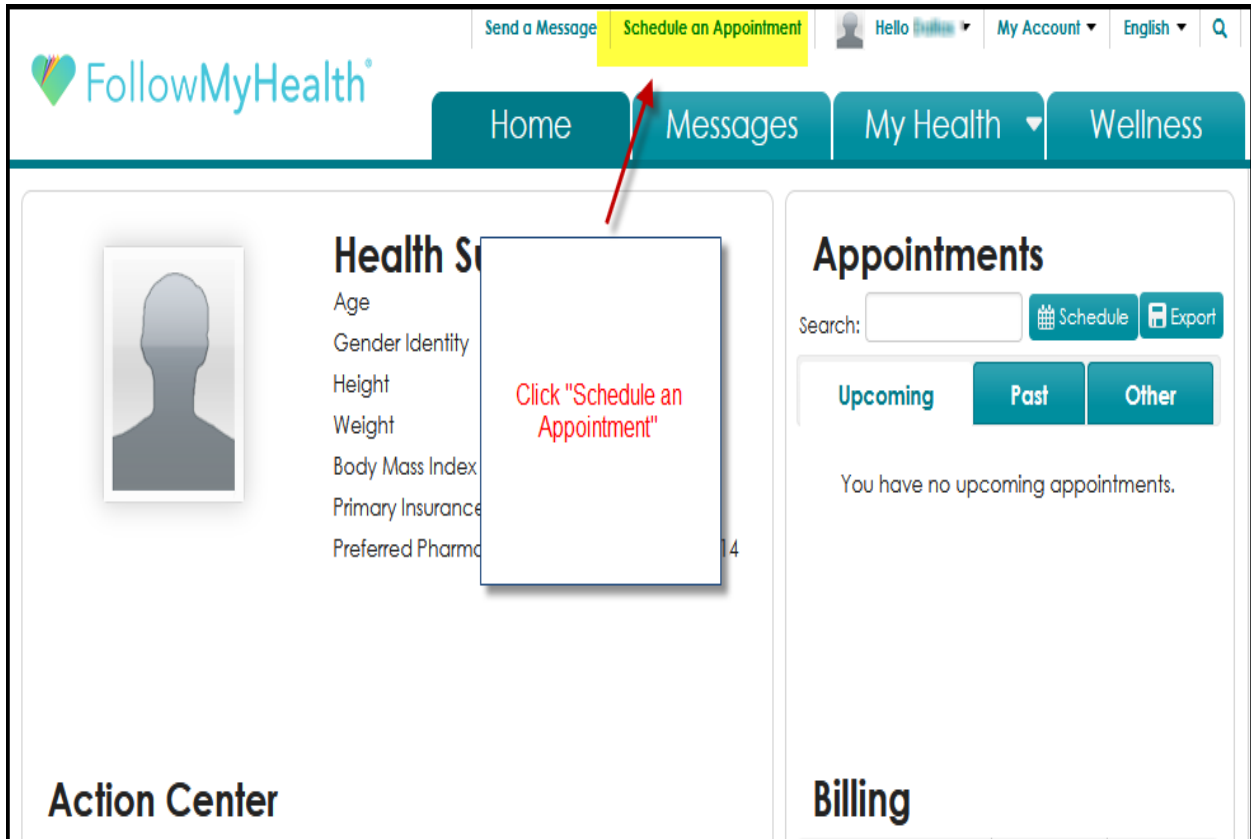 Send a Message Schedule an Appointment Hello My Account English
FollowMyHealth®
Home Messages My Health Wellness
Health Su
Age
Gender Identity
Height
Weight
Body Mass Index
Primary Insurance
Preferred Pharma 14
Click "Schedule an
Appointment"
Appointments
Search: Schedule Export
Upcoming Past Other
You have no upcoming appointments.
Action Center
Billing